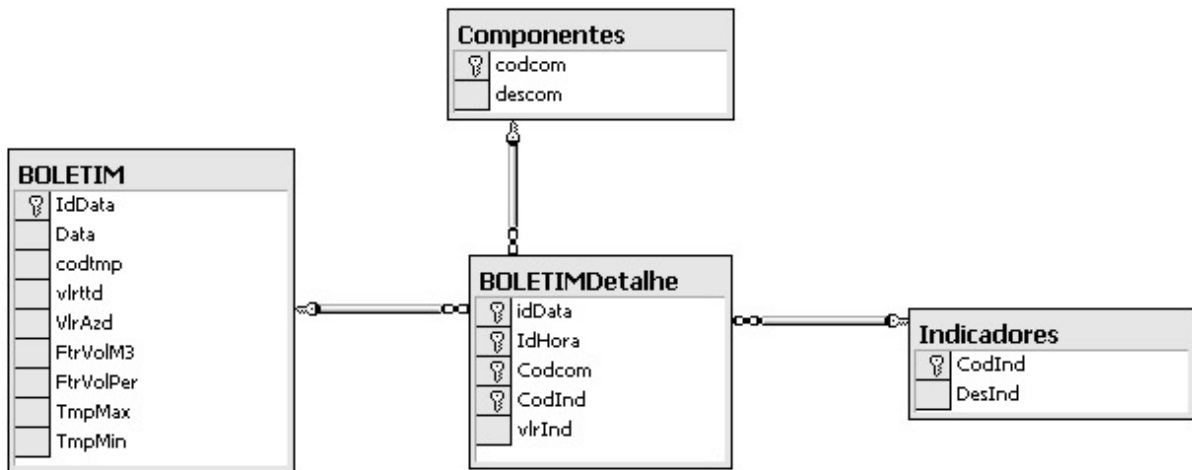 Componentes
codcom
descom
BOLETIM
IdData
Data
codtmp
vlrttd
VlrAzd
FtrVolM3
FtrVolPer
TmpMax
TmpMin
BOLETIMDetalhe
idData
IdHora
Codcom
CodInd
vlrInd
Indicadores
CodInd
DesInd